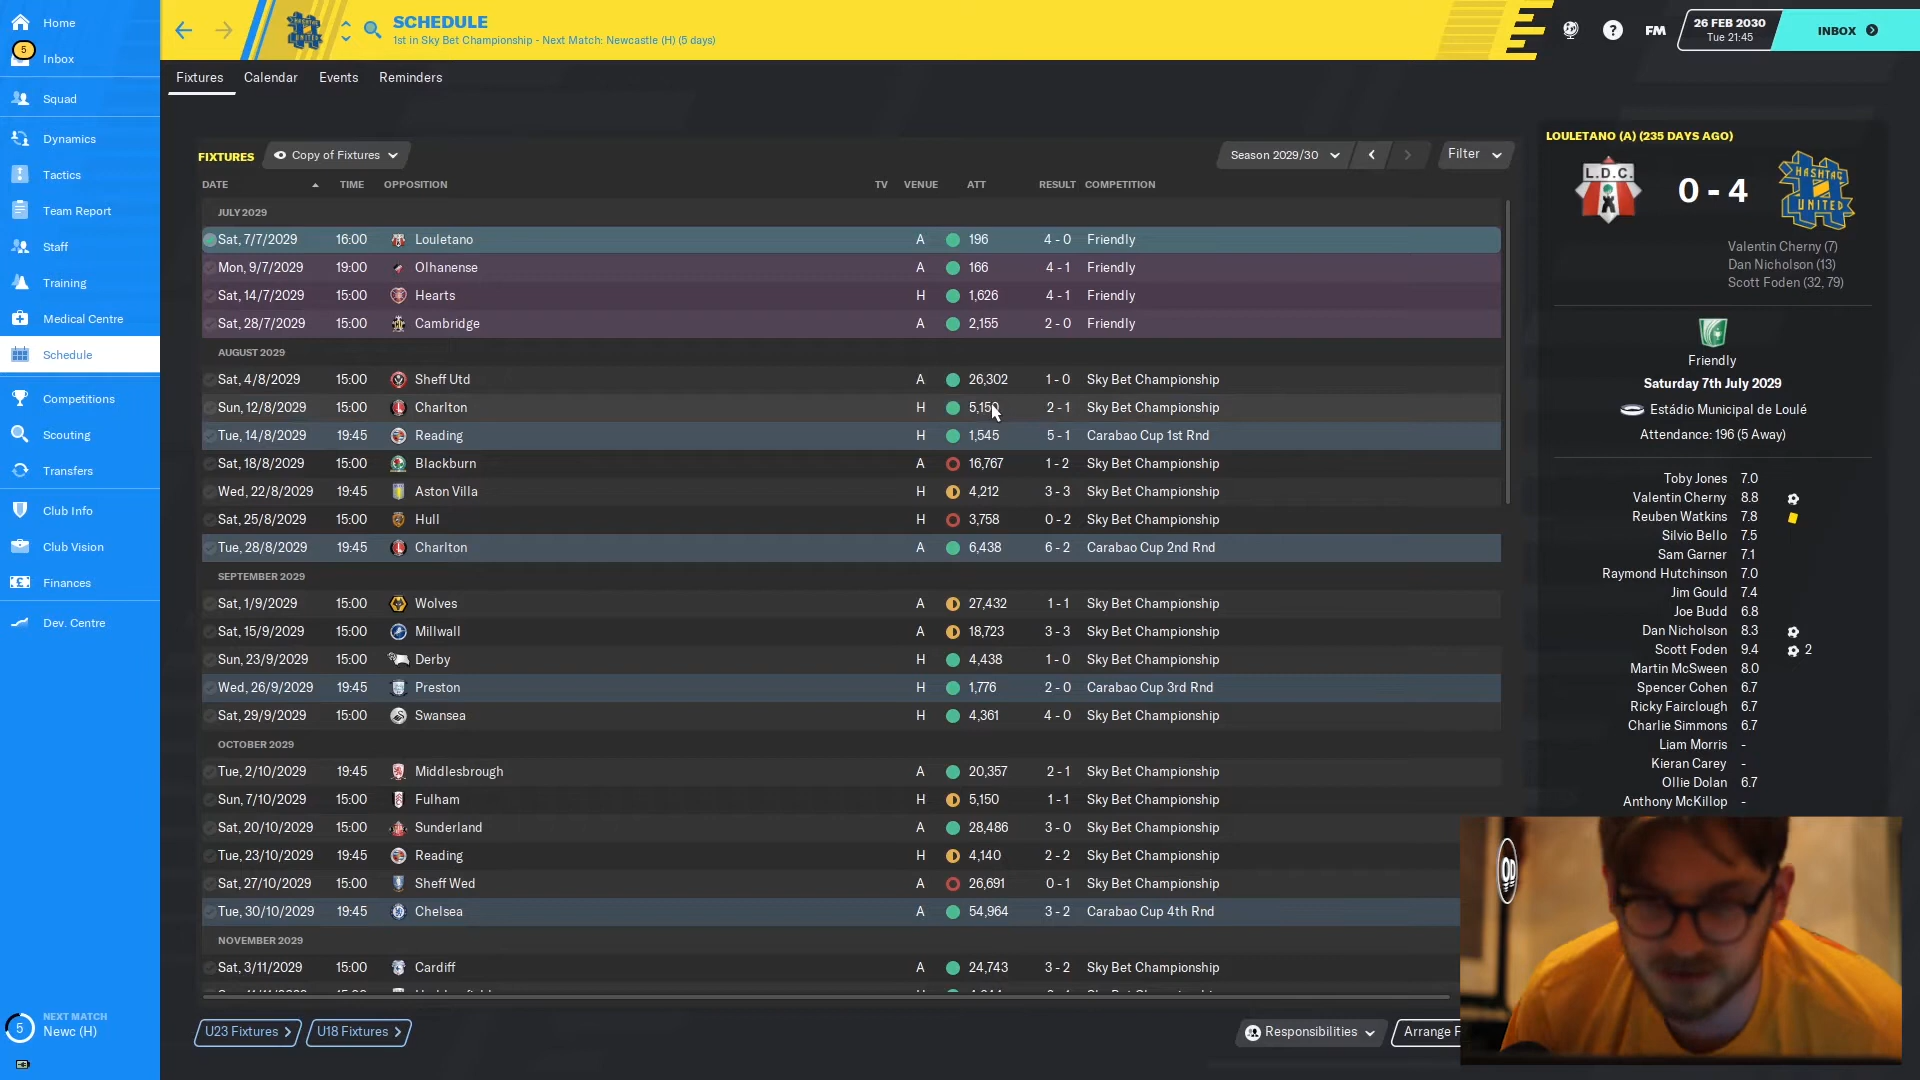 Home
5
Inbox
Squad
Dynamics
Tactics
Team Report
Staff
Training
Medical Centre
Schedule
Competitions
Scouting
Transfers
Club Info
Club Vision
Finances
Dev. Centre
5 NEXT MATCH
Newc (H)
SCHEDULE
1st in Sky Bet Championship - Next Match: Newcastle (H) (5 days)
? FM 26 FEB 2030
Tue 21:45
INBOX
Fixtures Calendar Events Reminders
FIXTURES Copy of Fixtures Season 2029/30 Filter
DATE TIME OPPOSITION TV VENUE ATT RESULT COMPETITION
JULY 2029
Sat, 7/7/2029 16:00 Louletano A 196 4 - 0 Friendly
Mon, 9/7/2029 19:00 Olhanense A 166 4 - 1 Friendly
Sat, 14/7/2029 15:00 Hearts H 1,626 4 - 1 Friendly
Sat, 28/7/2029 15:00 Cambridge A 2,155 2 - 0 Friendly
AUGUST 2029
Sat, 4/8/2029 15:00 Sheff Utd A 26,302 1 - 0 Sky Bet Championship
Sun, 12/8/2029 15:00 Charlton H 5,150 2 - 1 Sky Bet Championship
Tue, 14/8/2029 19:45 Reading H 1,545 5 - 1 Carabao Cup 1st Rnd
Sat, 18/8/2029 15:00 Blackburn A 16,767 1 - 2 Sky Bet Championship
Wed, 22/8/2029 19:45 Aston Villa H 4,212 3 - 3 Sky Bet Championship
Sat, 25/8/2029 15:00 Hull H 3,758 0 - 2 Sky Bet Championship
Tue, 28/8/2029 19:45 Charlton A 6,438 6 - 2 Carabao Cup 2nd Rnd
SEPTEMBER 2029
Sat, 1/9/2029 15:00 Wolves A 27,432 1 - 1 Sky Bet Championship
Sat, 15/9/2029 15:00 Millwall A 18,723 3 - 3 Sky Bet Championship
Sun, 23/9/2029 15:00 Derby H 4,438 1 - 0 Sky Bet Championship
Wed, 26/9/2029 19:45 Preston H 1,776 2 - 0 Carabao Cup 3rd Rnd
Sat, 29/9/2029 15:00 Swansea H 4,361 4 - 0 Sky Bet Championship
OCTOBER 2029
Tue, 2/10/2029 19:45 Middlesbrough A 20,357 2 - 1 Sky Bet Championship
Sun, 7/10/2029 15:00 Fulham H 5,150 1 - 1 Sky Bet Championship
Sat, 20/10/2029 15:00 Sunderland A 28,486 3 - 0 Sky Bet Championship
Tue, 23/10/2029 19:45 Reading H 4,140 2 - 2 Sky Bet Championship
Sat, 27/10/2029 15:00 Sheff Wed A 26,691 0 - 1 Sky Bet Championship
Tue, 30/10/2029 19:45 Chelsea A 54,964 3 - 2 Carabao Cup 4th Rnd
NOVEMBER 2029
Sat, 3/11/2029 15:00 Cardiff A 24,743 3 - 2 Sky Bet Championship
U23 Fixtures U18 Fixtures Responsibilities Arrange F
LOULETANO (A) (235 DAYS AGO)
L.D.C. 0 - 4 HASHTAG UNITED
Valentin Cherny (7)
Dan Nicholson (13)
Scott Foden (32, 79)
Friendly
Saturday 7th July 2029
Estádio Municipal de Loulé
Attendance: 196 (5 Away)
Toby Jones 7.0
Valentin Cherny 8.8
Reuben Watkins 7.8
Silvio Bello 7.5
Sam Garner 7.1
Raymond Hutchinson 7.0
Jim Gould 7.4
Joe Budd 6.8
Dan Nicholson 8.3
Scott Foden 9.4 2
Martin McSween 8.0
Spencer Cohen 6.7
Ricky Fairclough 6.7
Charlie Simmons 6.7
Liam Morris -
Kieran Carey -
Ollie Dolan 6.7
Anthony McKillop -